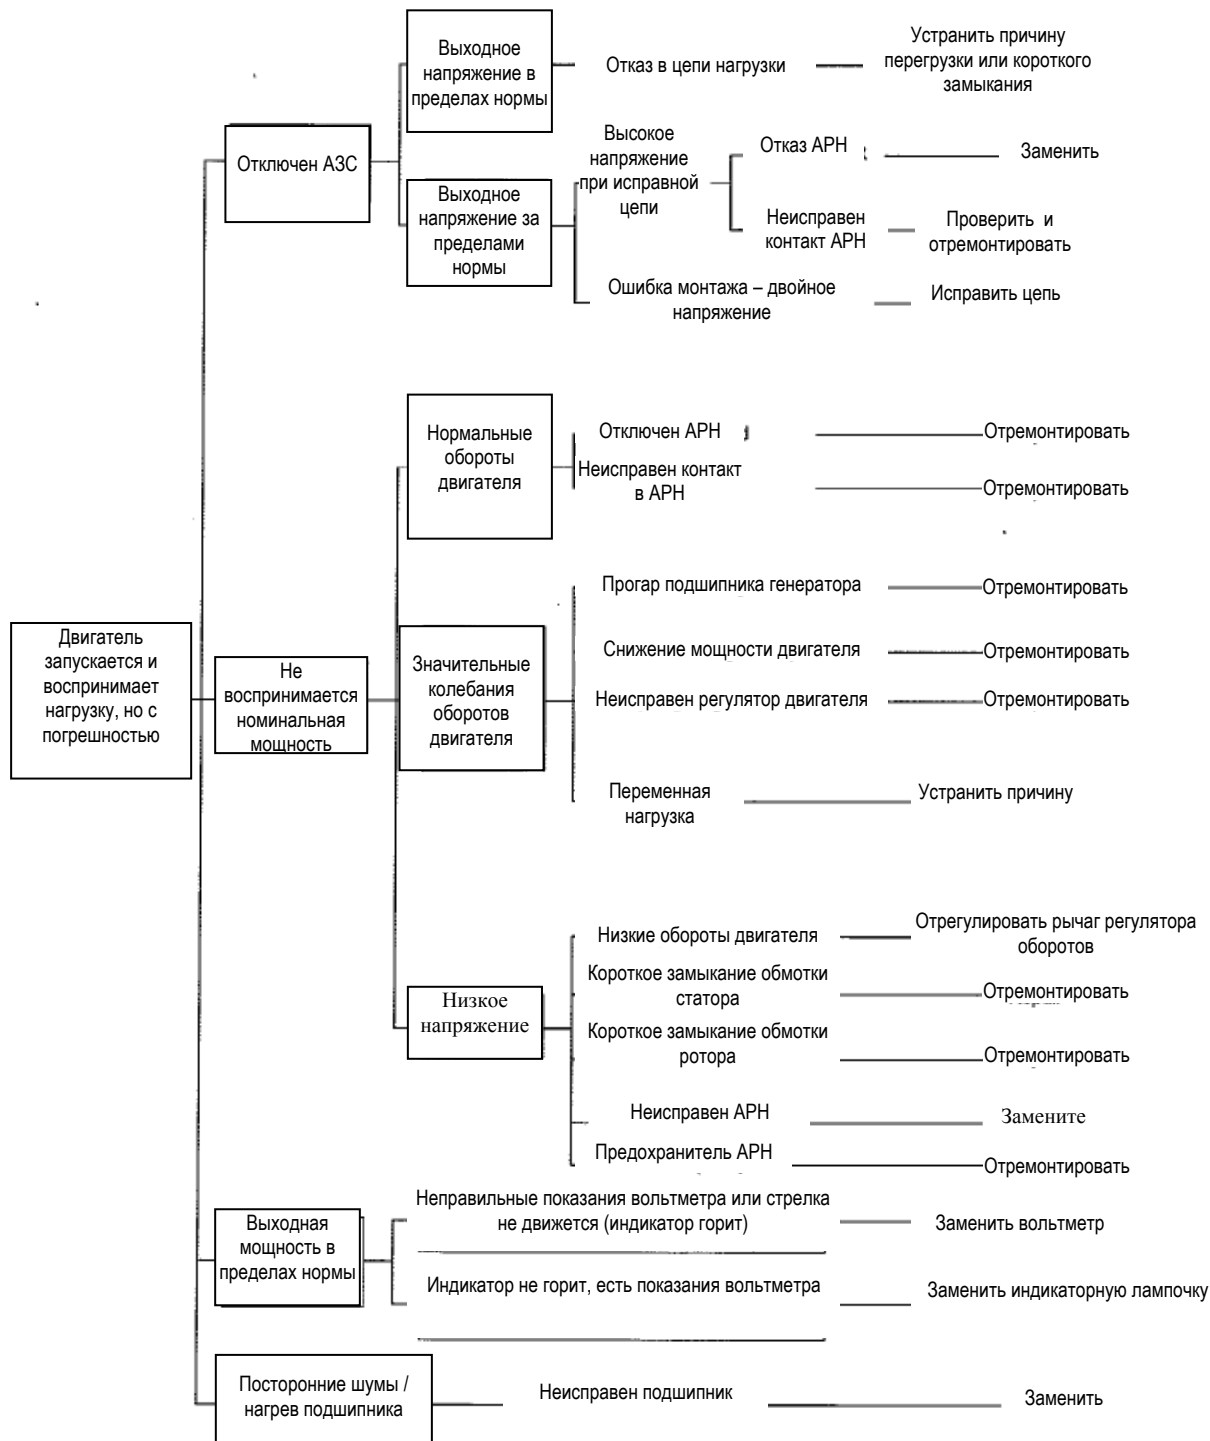 Выходное
напряжение в
пределах нормы
Отказ в цепи нагрузки
Устранить причину
перегрузки или короткого
замыкания
Отключен АЗС
Выходное
напряжение за
пределами
нормы
Высокое
напряжение
при исправной
цепи
Отказ АРН
Заменить
Неисправен
контакт АРН
Проверить и
отремонтировать
Ошибка монтажа – двойное
напряжение
Исправить цепь
Двигатель
запускается и
воспринимает
нагрузку, но с
погрешностью
Не
воспринимается
номинальная
мощность
Нормальные
обороты
двигателя
Отключен АРН
Отремонтировать
Неисправен контакт
в АРН
Отремонтировать
Значительные
колебания
оборотов
двигателя
Прогар подшипника генератора
Отремонтировать
Снижение мощности двигателя
Отремонтировать
Неисправен регулятор двигателя
Отремонтировать
Переменная
нагрузка
Устранить причину
Низкое
напряжение
Низкие обороты двигателя
Отрегулировать рычаг регулятора
оборотов
Короткое замыкание обмотки
статора
Отремонтировать
Короткое замыкание обмотки
ротора
Отремонтировать
Неисправен АРН
Замените
Предохранитель АРН
Отремонтировать
Выходная
мощность в
пределах нормы
Неправильные показания вольтметра или стрелка
не движется (индикатор горит)
Заменить вольтметр
Индикатор не горит, есть показания вольтметра
Заменить индикаторную лампочку
Посторонние шумы /
нагрев подшипника
Неисправен подшипник
Заменить